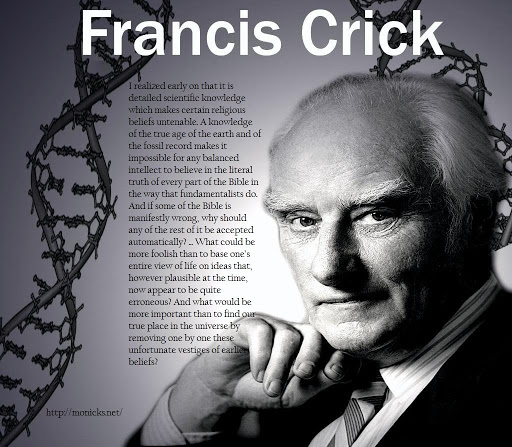 Francis Crick
I realized early on that it is
detailed scientific knowledge
which makes certain religious
beliefs untenable. A knowledge
of the true age of the earth and of
the fossil record makes it
impossible for any balanced
intellect to believe in the literal
truth of every part of the Bible in
the way that fundamentalists do.
And if some of the Bible is
manifestly wrong, why should
any of the rest of it be accepted
automatically? ... What could be
more foolish than to base one's
entire view of life on ideas that,
however plausible at the time,
now appear to be quite
erroneous? And what would be
more important than to find our
true place in the universe by
removing one by one these
unfortunate vestiges of earlier
beliefs?
http://monicks.net/